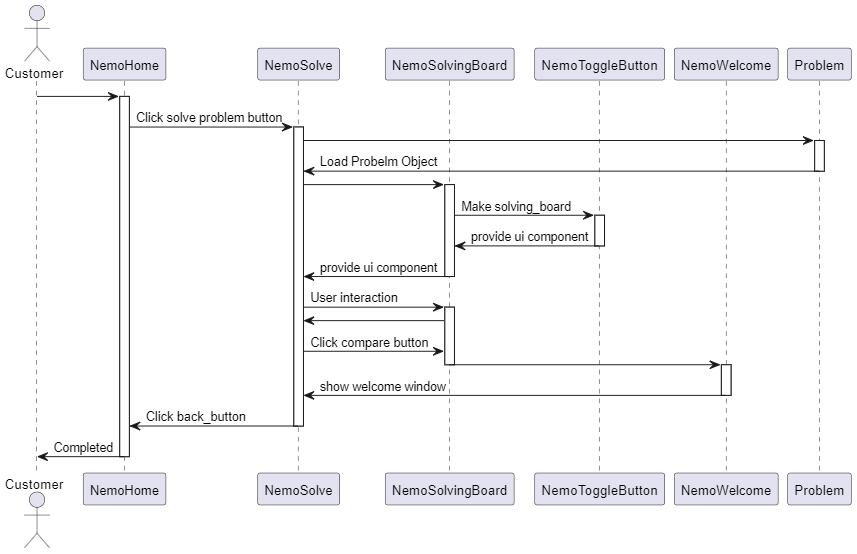 Customer
NemoHome
NemoSolve
NemoSolvingBoard
NemoToggleButton
NemoWelcome
Problem
Click solve problem button
Load Probelm Object
Make solving_board
provide ui component
provide ui component
User interaction
Click compare button
show welcome window
Click back_button
Completed
Customer
NemoHome
NemoSolve
NemoSolvingBoard
NemoToggleButton
NemoWelcome
Problem